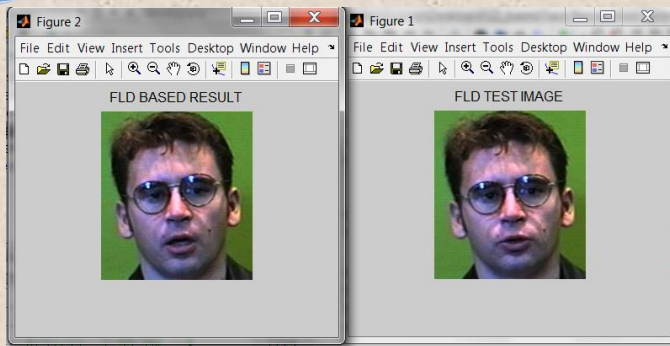 Figure 2
File Edit View Insert Tools Desktop Window Help
FLD BASED RESULT
Figure 1
File Edit View Insert Tools Desktop Window Help
FLD TEST IMAGE